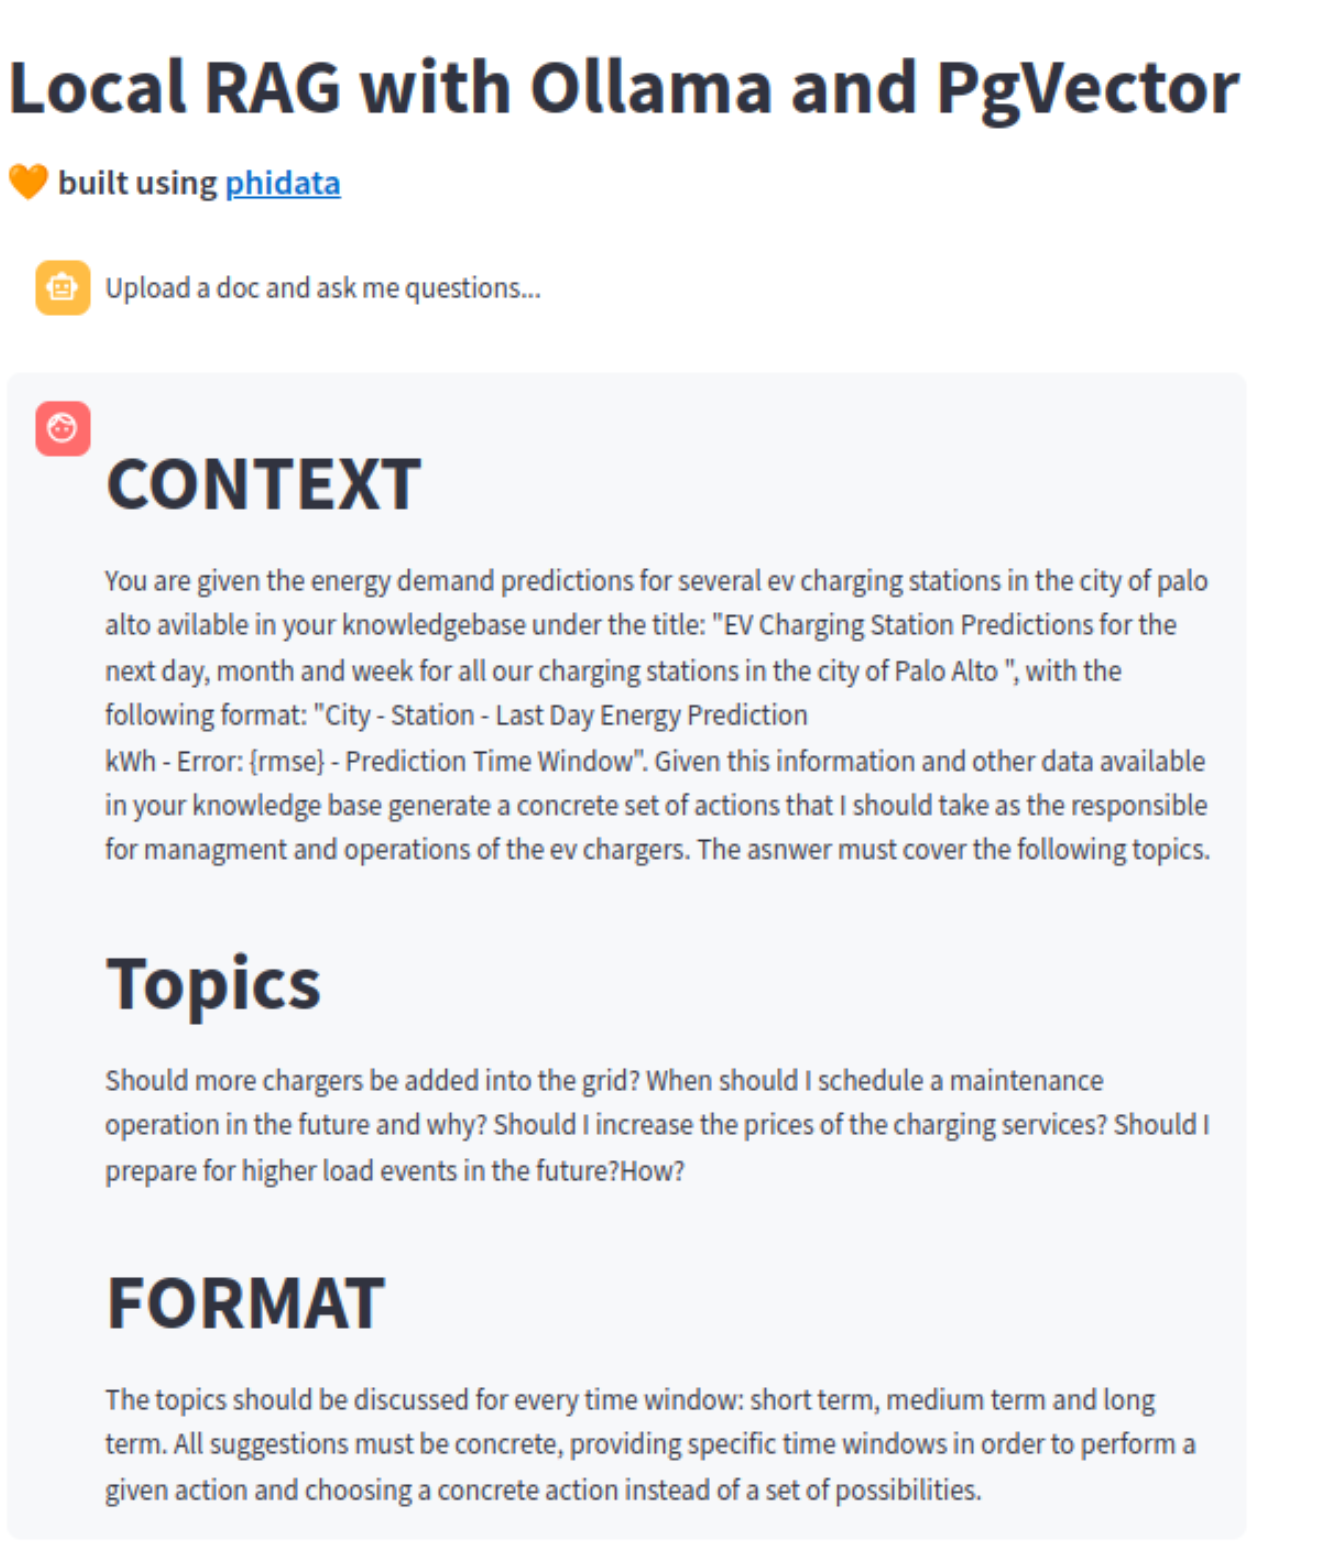 Local RAG with Ollama and PgVector
🧡 built using phidata
Upload a doc and ask me questions...
CONTEXT
You are given the energy demand predictions for several ev charging stations in the city of palo
alto avilable in your knowledgebase under the title: "EV Charging Station Predictions for the
next day, month and week for all our charging stations in the city of Palo Alto ", with the
following format: "City - Station - Last Day Energy Prediction
kWh - Error: {rmse} - Prediction Time Window". Given this information and other data available
in your knowledge base generate a concrete set of actions that I should take as the responsible
for managment and operations of the ev chargers. The asnwer must cover the following topics.
Topics
Should more chargers be added into the grid? When should I schedule a maintenance
operation in the future and why? Should I increase the prices of the charging services? Should I
prepare for higher load events in the future?How?
FORMAT
The topics should be discussed for every time window: short term, medium term and long
term. All suggestions must be concrete, providing specific time windows in order to perform a
given action and choosing a concrete action instead of a set of possibilities.